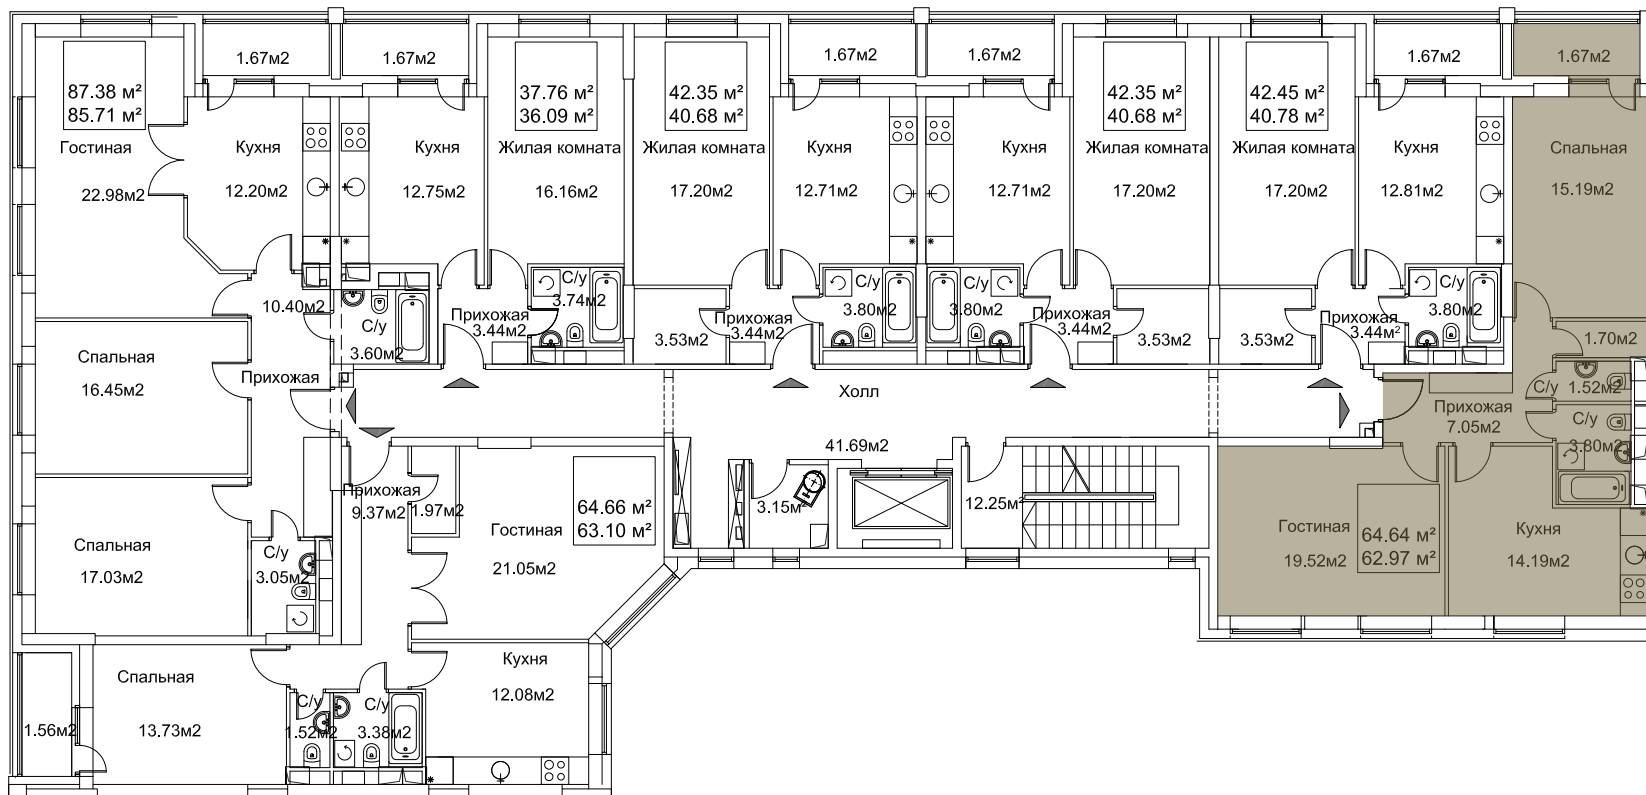 1.67м2
1.67м2
1.67м2
1.67м2
1.67м2
1.67м2
87.38 м²
85.71 м²
37.76 м²
36.09 м²
42.35 м²
40.68 м²
42.35 м²
40.68 м²
42.45 м²
40.78 м²
Гостиная
22.98м2
Кухня
12.20м2
Кухня
12.75м2
Жилая комната
16.16м2
Жилая комната
17.20м2
Кухня
12.71м2
Кухня
12.71м2
Жилая комната
17.20м2
Жилая комната
17.20м2
Кухня
12.81м2
Спальная
15.19м2
10.40м2
С/у
3.60м2
Прихожая
3.44м2
С/у
3.74м2
3.53м2
Прихожая
3.44м2
С/у
3.80м2
С/у
3.80м2
Прихожая
3.44м2
3.53м2
3.53м2
Прихожая
3.44м²
С/у
3.80м2
1.70м2
Спальная
16.45м2
Прихожая
Холл
41.69м2
Прихожая
7.05м2
С/у
1.52м2
С/у
3.80м2
Спальная
17.03м2
С/у
3.05м2
Прихожая
9.37м2
1.97м2
Гостиная
21.05м2
64.66 м²
63.10 м²
3.15м²
12.25м²
Гостиная
19.52м2
64.64 м²
62.97 м²
Кухня
14.19м2
Спальная
13.73м2
1.56м2
С/у
1.52м2
С/у
3.38м2
Кухня
12.08м2